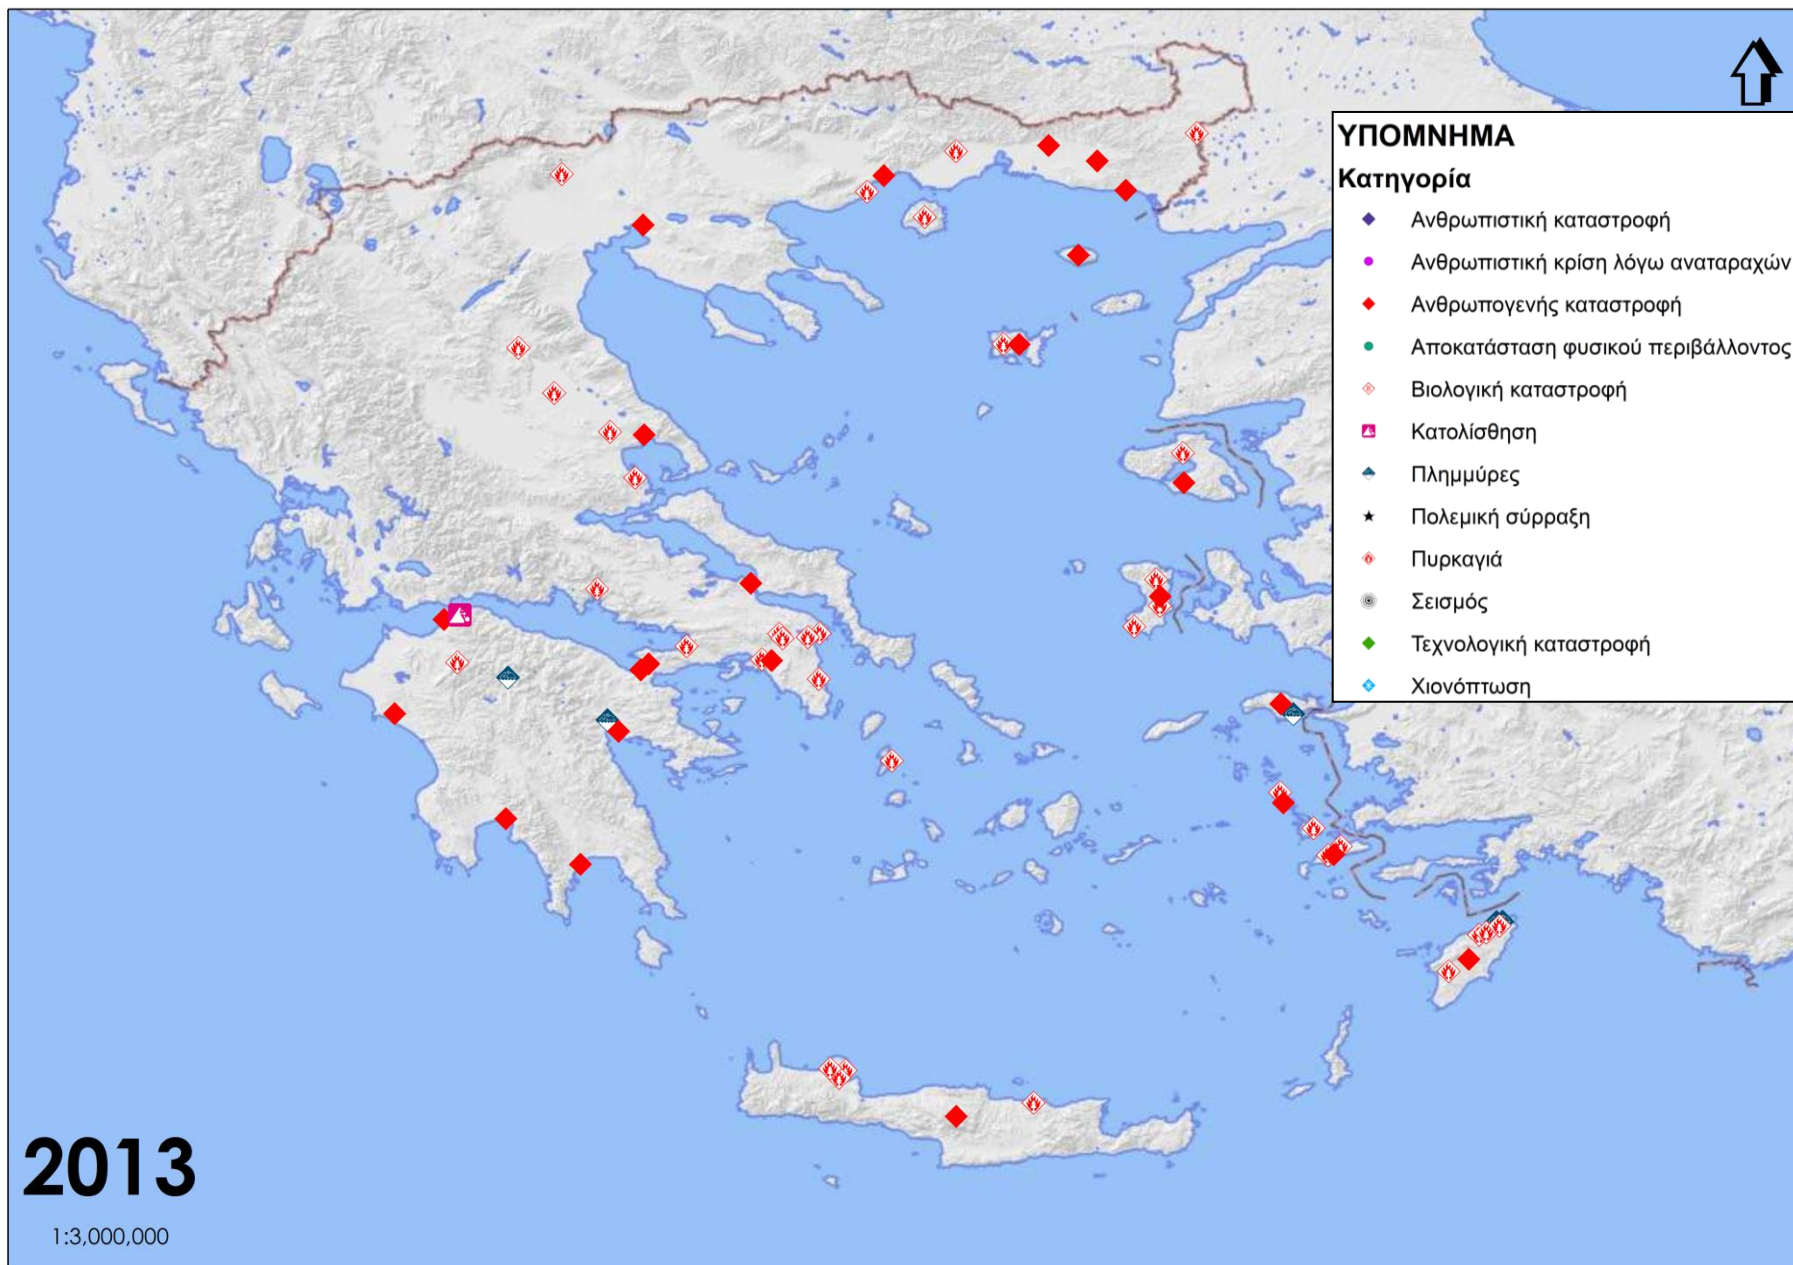 ΥΠΟΜΝΗΜΑ
Κατηγορία
Ανθρωπιστική καταστροφή
Ανθρωπιστική κρίση λόγω αναταραχών
Ανθρωπογενής καταστροφή
Αποκατάσταση φυσικού περιβάλλοντος
Βιολογική καταστροφή
Κατολίσθηση
Πλημμύρες
Πολεμική σύρραξη
Πυρκαγιά
Σεισμός
Τεχνολογική καταστροφή
Χιονόπτωση
2013
1:3,000,000